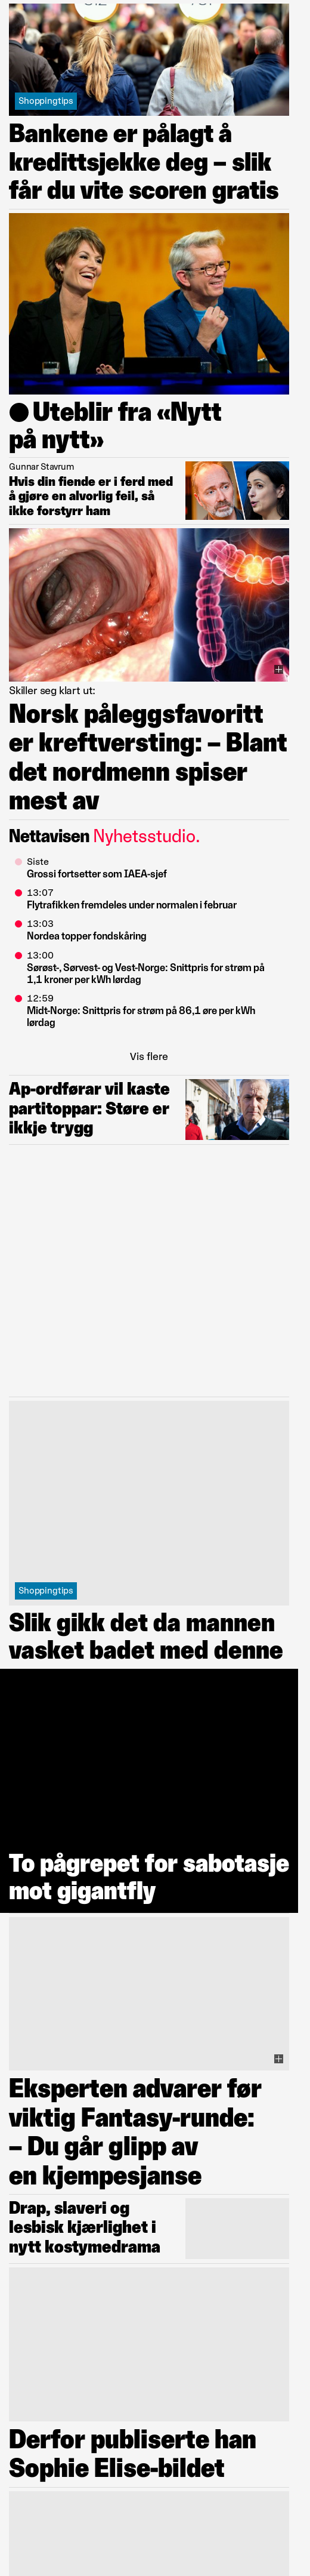 Shoppingtips
Bankene er pålagt å
kredittsjekke deg – slik
får du vite scoren gratis
Uteblir fra «Nytt
på nytt»
Gunnar Stavrum
Hvis din fiende er i ferd med
å gjøre en alvorlig feil, så
ikke forstyrr ham
Skiller seg klart ut:
Norsk påleggsfavoritt
er kreftversting: – Blant
det nordmenn spiser
mest av
Nettavisen Nyhetsstudio.
Siste
Grossi fortsetter som IAEA-sjef
13:07
Flytrafikken fremdeles under normalen i februar
13:03
Nordea topper fondskåring
13:00
Sørøst-, Sørvest- og Vest-Norge: Snittpris for strøm på
1,1 kroner per kWh lørdag
12:59
Midt-Norge: Snittpris for strøm på 86,1 øre per kWh
lørdag
Vis flere
Ap-ordførar vil kaste
partitoppar: Støre er
ikkje trygg
Shoppingtips
Slik gikk det da mannen
vasket badet med denne
To pågrepet for sabotasje
mot gigantfly
Eksperten advarer før
viktig Fantasy-runde:
– Du går glipp av
en kjempesjanse
Drap, slaveri og
lesbisk kjærlighet i
nytt kostymedrama
Derfor publiserte han
Sophie Elise-bildet